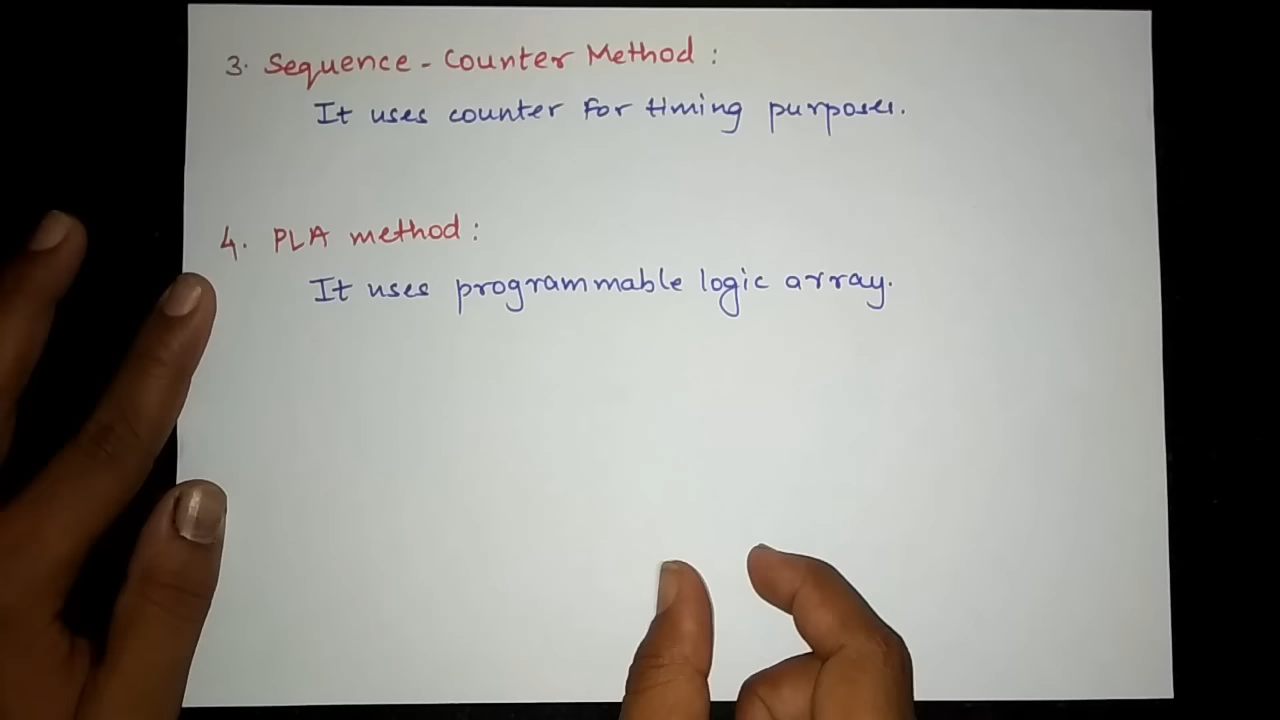 3. Sequence - Counter Method :
It uses counter for timing purposes.
4. PLA method :
It uses programmable logic array.